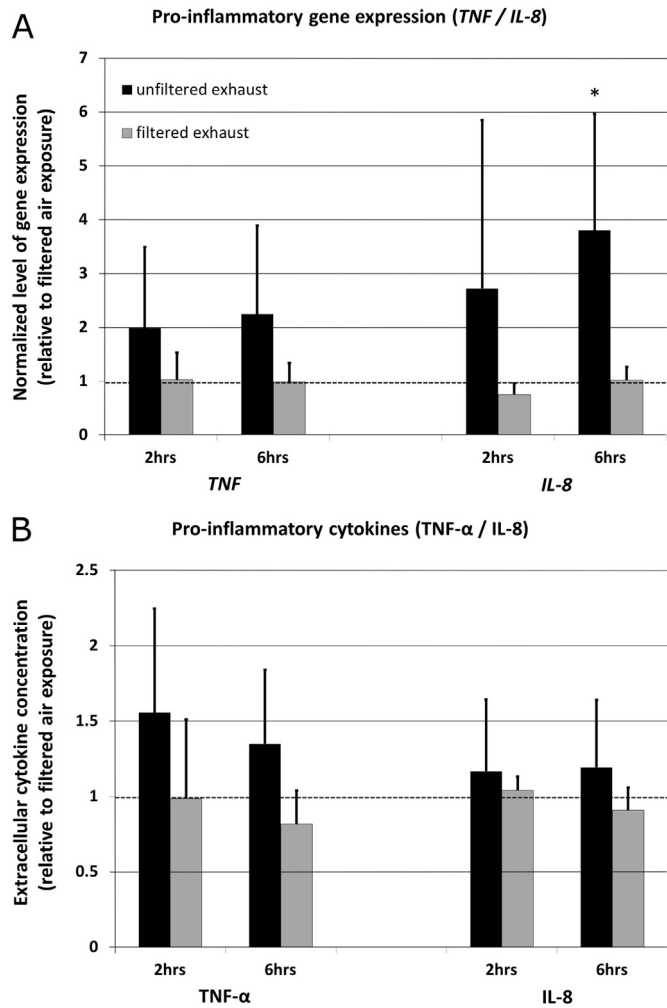 A
Pro-inflammatory gene expression (TNF / IL-8)
Normalized level of gene expression
(relative to filtered air exposure)
7
6
5
4
3
2
1
0
unfiltered exhaust
filtered exhaust
*
2hrs 6hrs 2hrs 6hrs
TNF IL-8
B
Pro-inflammatory cytokines (TNF-α / IL-8)
Extracellular cytokine concentration
(relative to filtered air exposure)
2.5
2
1.5
1
0.5
0
2hrs 6hrs 2hrs 6hrs
TNF-α IL-8